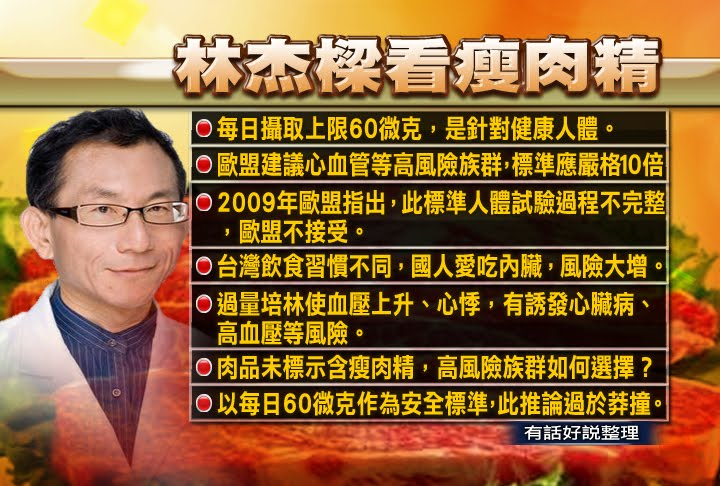 林杰樑看瘦肉精
每日攝取上限60微克，是針對健康人體。
歐盟建議心血管等高風險族群，標準應嚴格10倍
2009年歐盟指出，此標準人體試驗過程不完整
，歐盟不接受。
台灣飲食習慣不同，國人愛吃內臟，風險大增。
過量培林使血壓上升、心悸，有誘發心臟病、
高血壓等風險。
肉品未標示含瘦肉精，高風險族群如何選擇？
以每日60微克作為安全標準，此推論過於莽撞。
有話好說整理